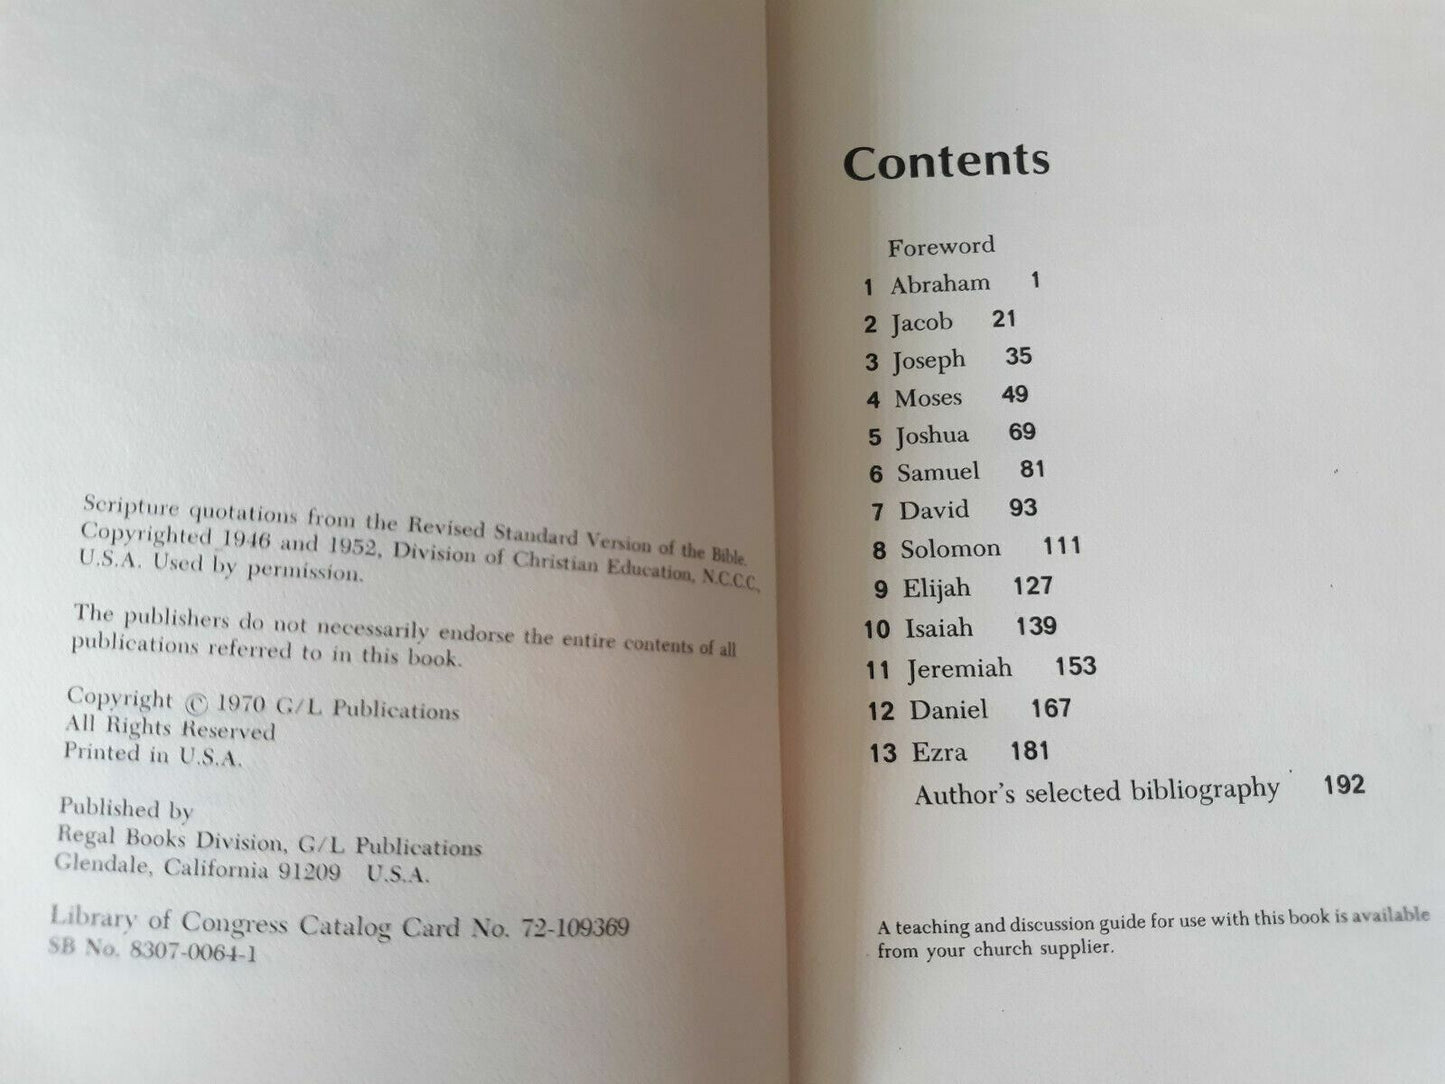 Scripture quotations from the Revised Standard Version of the Bible.
Copyrighted 1946 and 1952, Division of Christian Education, N.C.C.C.,
U.S.A. Used by permission.
The publishers do not necessarily endorse the entire contents of all
publications referred to in this book.
Copyright © 1970 G/L Publications
All Rights Reserved
Printed in U.S.A.
Published by
Regal Books Division, G/L Publications
Glendale, California 91209 U.S.A.
Library of Congress Catalog Card No. 72-109369
SB No. 8307-0064-1
Contents
Foreword
1 Abraham 1
2 Jacob 21
3 Joseph 35
4 Moses 49
5 Joshua 69
6 Samuel 81
7 David 93
8 Solomon 111
9 Elijah 127
10 Isaiah 139
11 Jeremiah 153
12 Daniel 167
13 Ezra 181
Author's selected bibliography 192
A teaching and discussion guide for use with this book is available
from your church supplier.